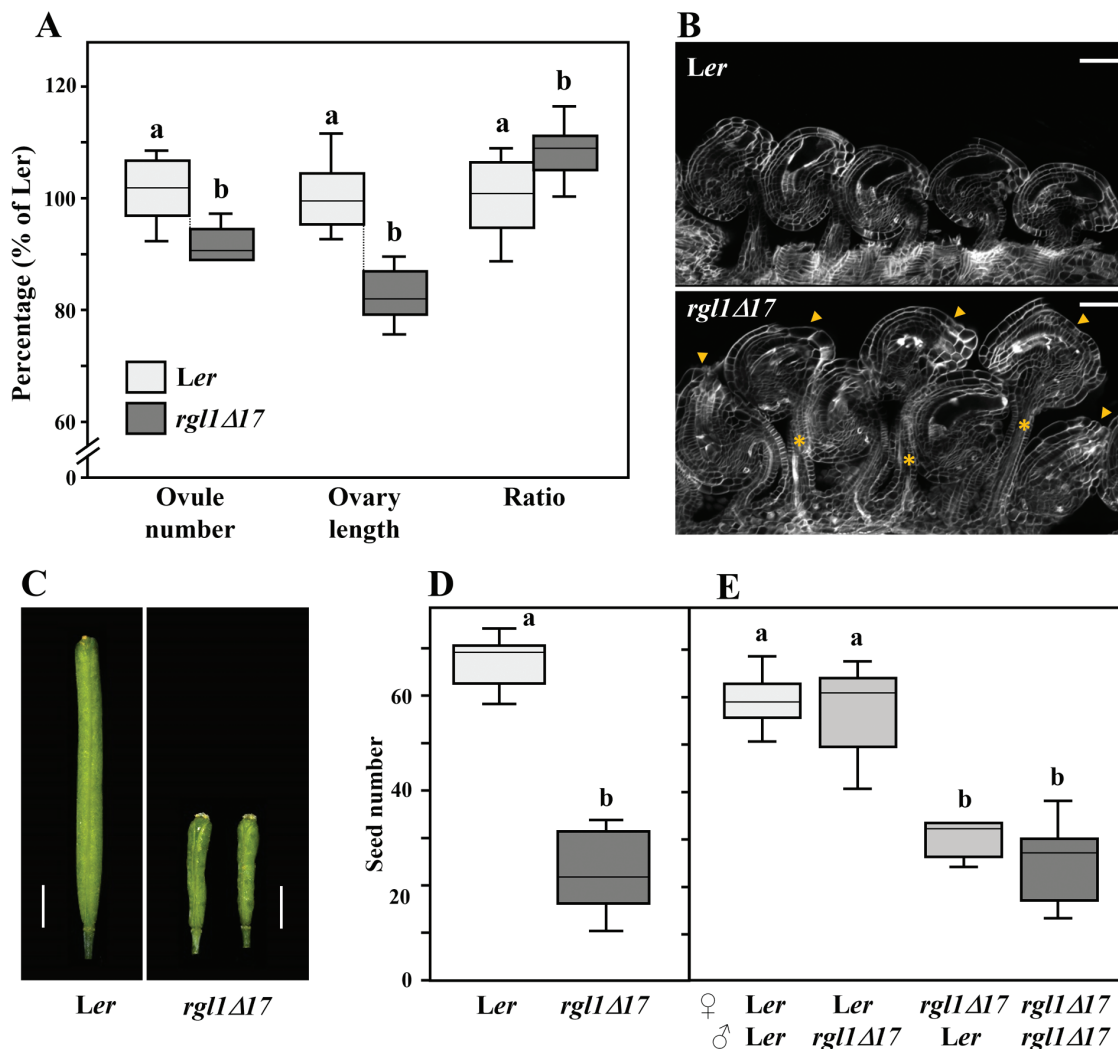 A
Percentage (% of Ler)
120
100
80
60
0
a
b
a
b
a
b
Ler
rgl1Δ17
Ovule number
Ovary length
Ratio
B
Ler
rgl1Δ17
*
*
*
C
Ler
rgl1Δ17
D
Seed number
60
40
20
0
a
b
Ler
rgl1Δ17
E
a
a
b
b
♀ Ler Ler rgl1Δ17 rgl1Δ17
♂ Ler rgl1Δ17 Ler rgl1Δ17